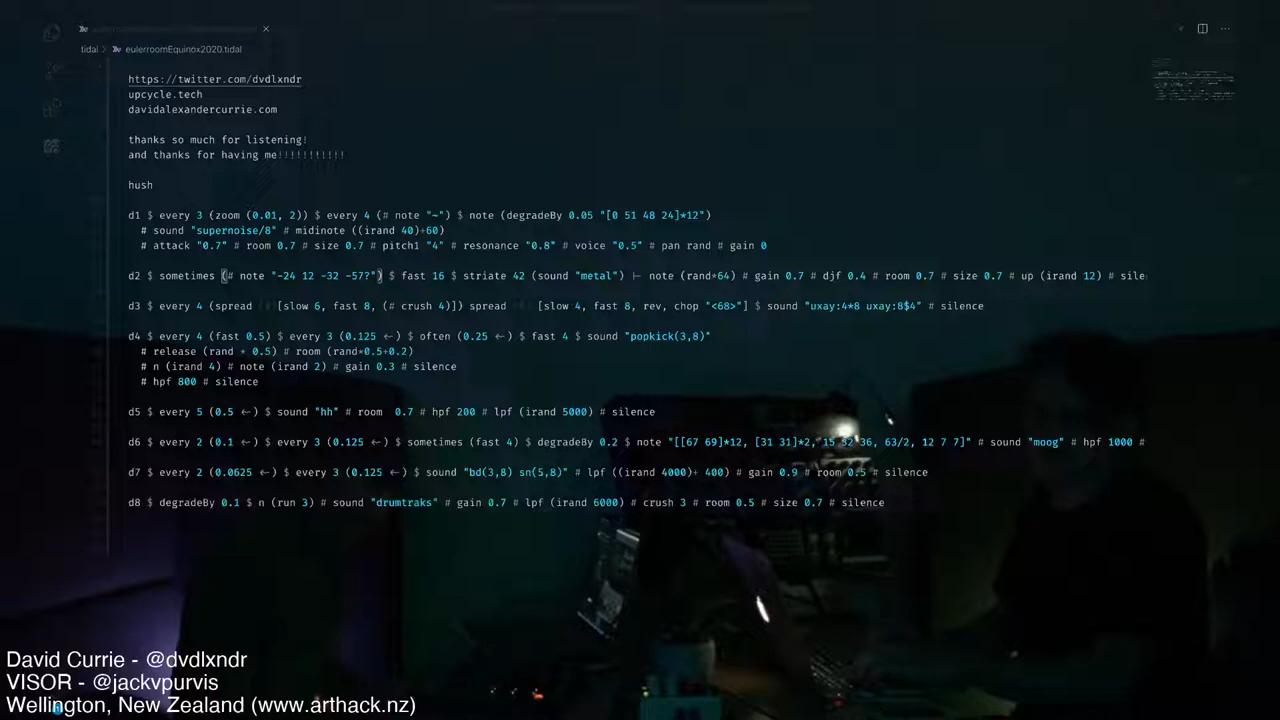 tidal > eulerroomEquinox2020.tidal
https://twitter.com/dvdlxndr
upcycle.tech
davidalexandercurrie.com
thanks so much for listening!
and thanks for having me!!!!!!!!!!!
hush
d1 $ every 3 (zoom (0.01, 2)) $ every 4 (# note "~") $ note (degradeBy 0.05 "[0 51 48 24]*12")
# sound "supernoise/8" # midinote ((irand 40)+60)
# attack "0.7" # room 0.7 # size 0.7 # pitch1 "4" # resonance "0.8" # voice "0.5" # pan rand # gain 0
d2 $ sometimes (# note "-24 12 -32 -57?") $ fast 16 $ striate 42 (sound "metal") |- note (rand*64) # gain 0.7 # djf 0.4 # room 0.7 # size 0.7 # up (irand 12) # sile
d3 $ every 4 (spread [slow 6, fast 8, (# crush 4)]) spread [slow 4, fast 8, rev, chop "<68>"] $ sound "uxay:4*8 uxay:8$4" # silence
d4 $ every 4 (fast 0.5) $ every 3 (0.125 <~) $ often (0.25 <~) $ fast 4 $ sound "popkick(3,8)"
# release (rand * 0.5) # room (rand*0.5+0.2)
# n (irand 4) # note (irand 2) # gain 0.3 # silence
# hpf 800 # silence
d5 $ every 5 (0.5 <~) $ sound "hh" # room 0.7 # hpf 200 # lpf (irand 5000) # silence
d6 $ every 2 (0.1 <~) $ every 3 (0.125 <~) $ sometimes (fast 4) $ degradeBy 0.2 $ note "[[67 69]*12, [31 31]*2, 15 32 36, 63/2, 12 7 7]" # sound "moog" # hpf 1000 #
d7 $ every 2 (0.0625 <~) $ every 3 (0.125 <~) $ sound "bd(3,8) sn(5,8)" # lpf ((irand 4000)+ 400) # gain 0.9 # room 0.5 # silence
d8 $ degradeBy 0.1 $ n (run 3) # sound "drumtraks" # gain 0.7 # lpf (irand 6000) # crush 3 # room 0.5 # size 0.7 # silence
David Currie - @dvdlxndr
VISOR - @jackvpurvis
Wellington, New Zealand (www.arthack.nz)